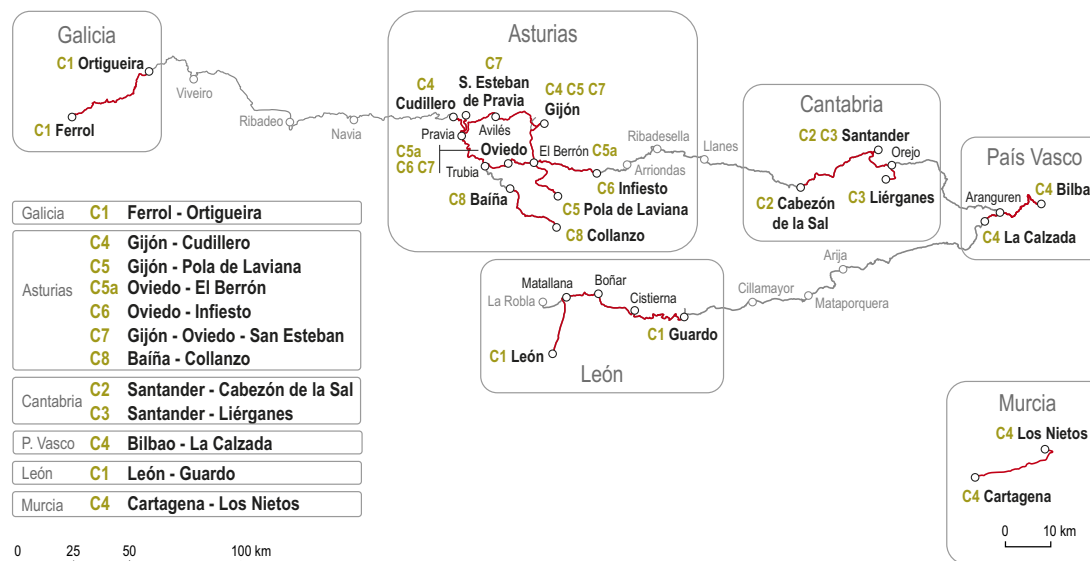 Galicia
C1 Ortigueira
C1 Ferrol
Viveiro
Ribadeo
Navia
Asturias
C7
C4
S. Esteban
de Pravia
C4 C5 C7
Cudillero
Gijón
Pravia
Avilés
C5a
C6 C7
Oviedo
El Berrón
C5a
Trubia
C8 Baíña
C6 Infiesto
C5 Pola de Laviana
C8 Collanzo
Ribadesella
Arriondas
Llanes
Cantabria
C2 C3 Santander
Orejo
C3 Liérganes
C2 Cabezón
de la Sal
País Vasco
C4 Bilba
Aranguren
C4 La Calzada
Arija
Cillamayor
Mataporquera
Matallana
Boñar
La Robla
Cistierna
C1 Guardo
C1 León
León
Galicia C1 Ferrol - Ortigueira
Asturias
C4 Gijón - Cudillero
C5 Gijón - Pola de Laviana
C5a Oviedo - El Berrón
C6 Oviedo - Infiesto
C7 Gijón - Oviedo - San Esteban
C8 Baíña - Collanzo
Cantabria
C2 Santander - Cabezón de la Sal
C3 Santander - Liérganes
P. Vasco C4 Bilbao - La Calzada
León C1 León - Guardo
Murcia C4 Cartagena - Los Nietos
0 25 50 100 km
Murcia
C4 Los Nietos
C4 Cartagena
0 10 km